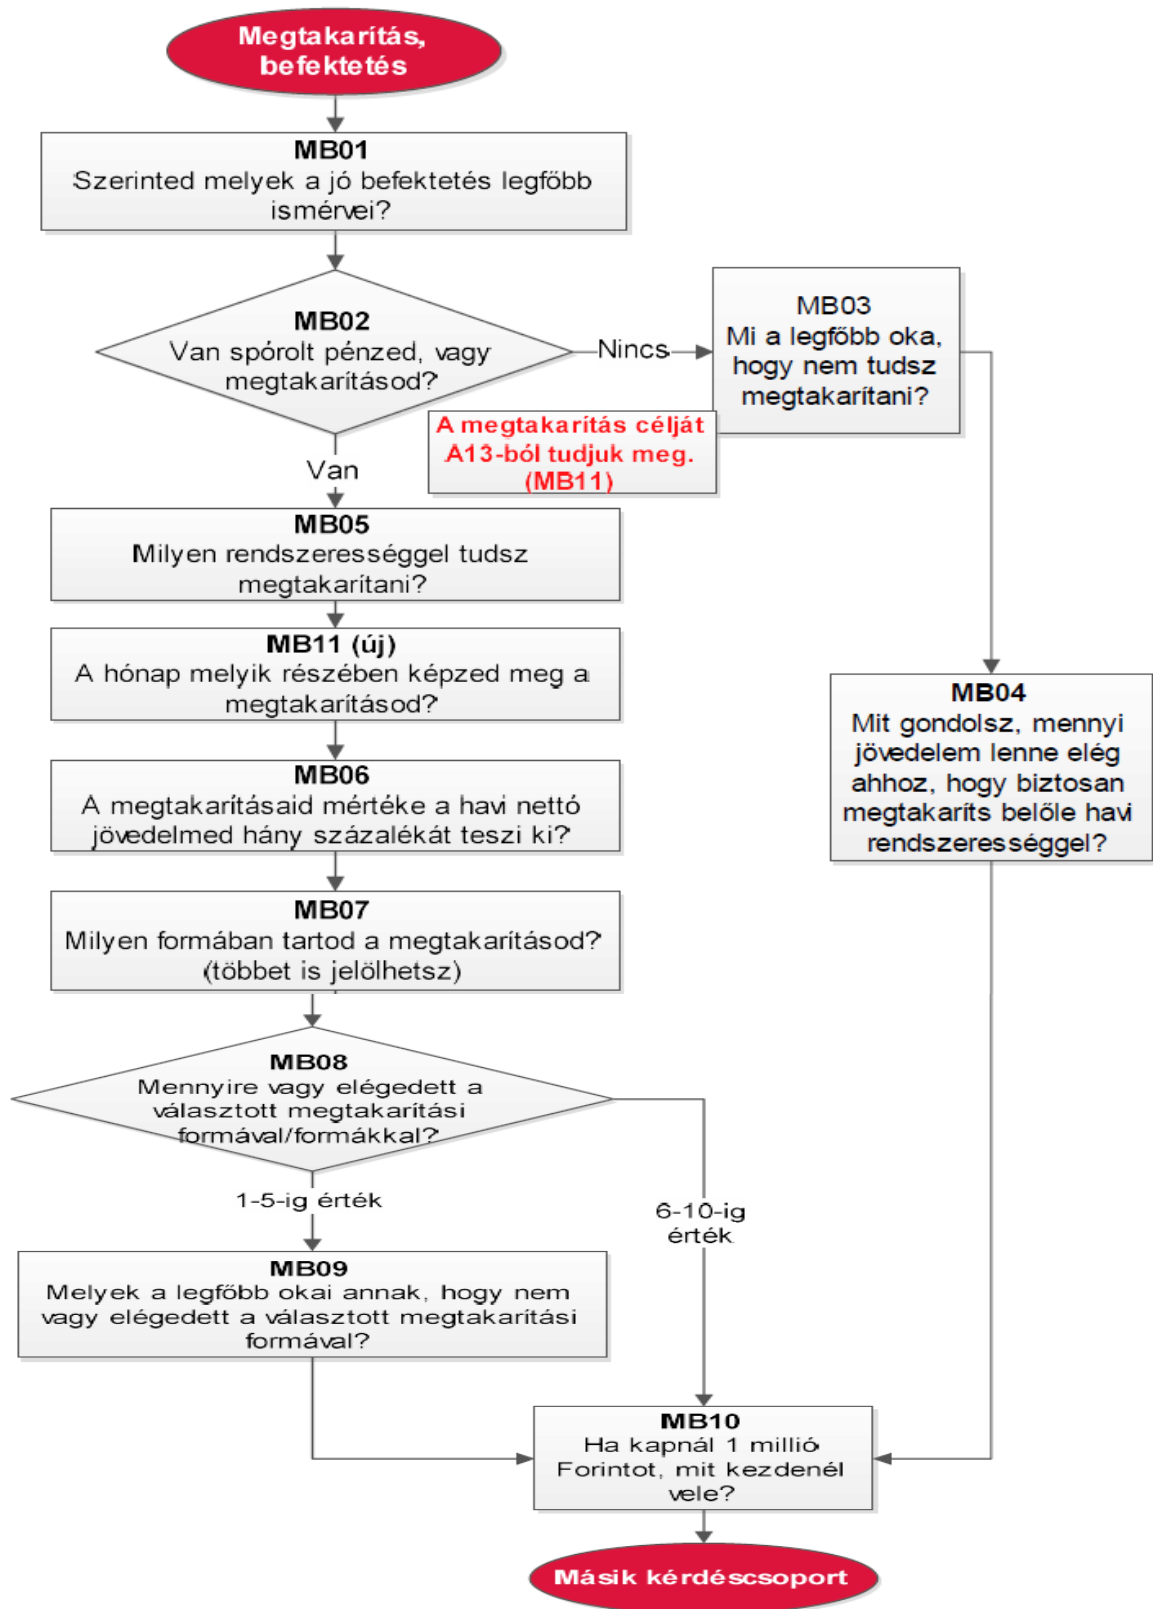 Megtakarítás,
befektetés
MB01
Szerinted melyek a jó befektetés legfőbb
ismérvei?
MB02
Van spórolt pénzed, vagy
megtakarításod?
Nincs
MB03
Mi a legfőbb oka,
hogy nem tudsz
megtakarítani?
A megtakarítás célját
A13-ból tudjuk meg.
(MB11)
Van
MB05
Milyen rendszerességgel tudsz
megtakarítani?
MB11 (új)
A hónap melyik részében képzed meg a
megtakarításod?
MB04
Mit gondolsz, mennyi
jövedelem lenne elég
ahhoz, hogy biztosan
megtakaríts belőle havi
rendszerességgel?
MB06
A megtakarításaid mértéke a havi nettó
jövedelmed hány százalékát teszi ki?
MB07
Milyen formában tartod a megtakarításod?
(többet is jelölhetsz)
MB08
Mennyire vagy elégedett a
választott megtakarítási
formával/formákkal?
1-5-ig érték
6-10-ig
érték
MB09
Melyek a legfőbb okai annak, hogy nem
vagy elégedett a választott megtakarítási
formával?
MB10
Ha kapnál 1 millió
Forintot, mit kezdenél
vele?
Másik kérdéscsoport